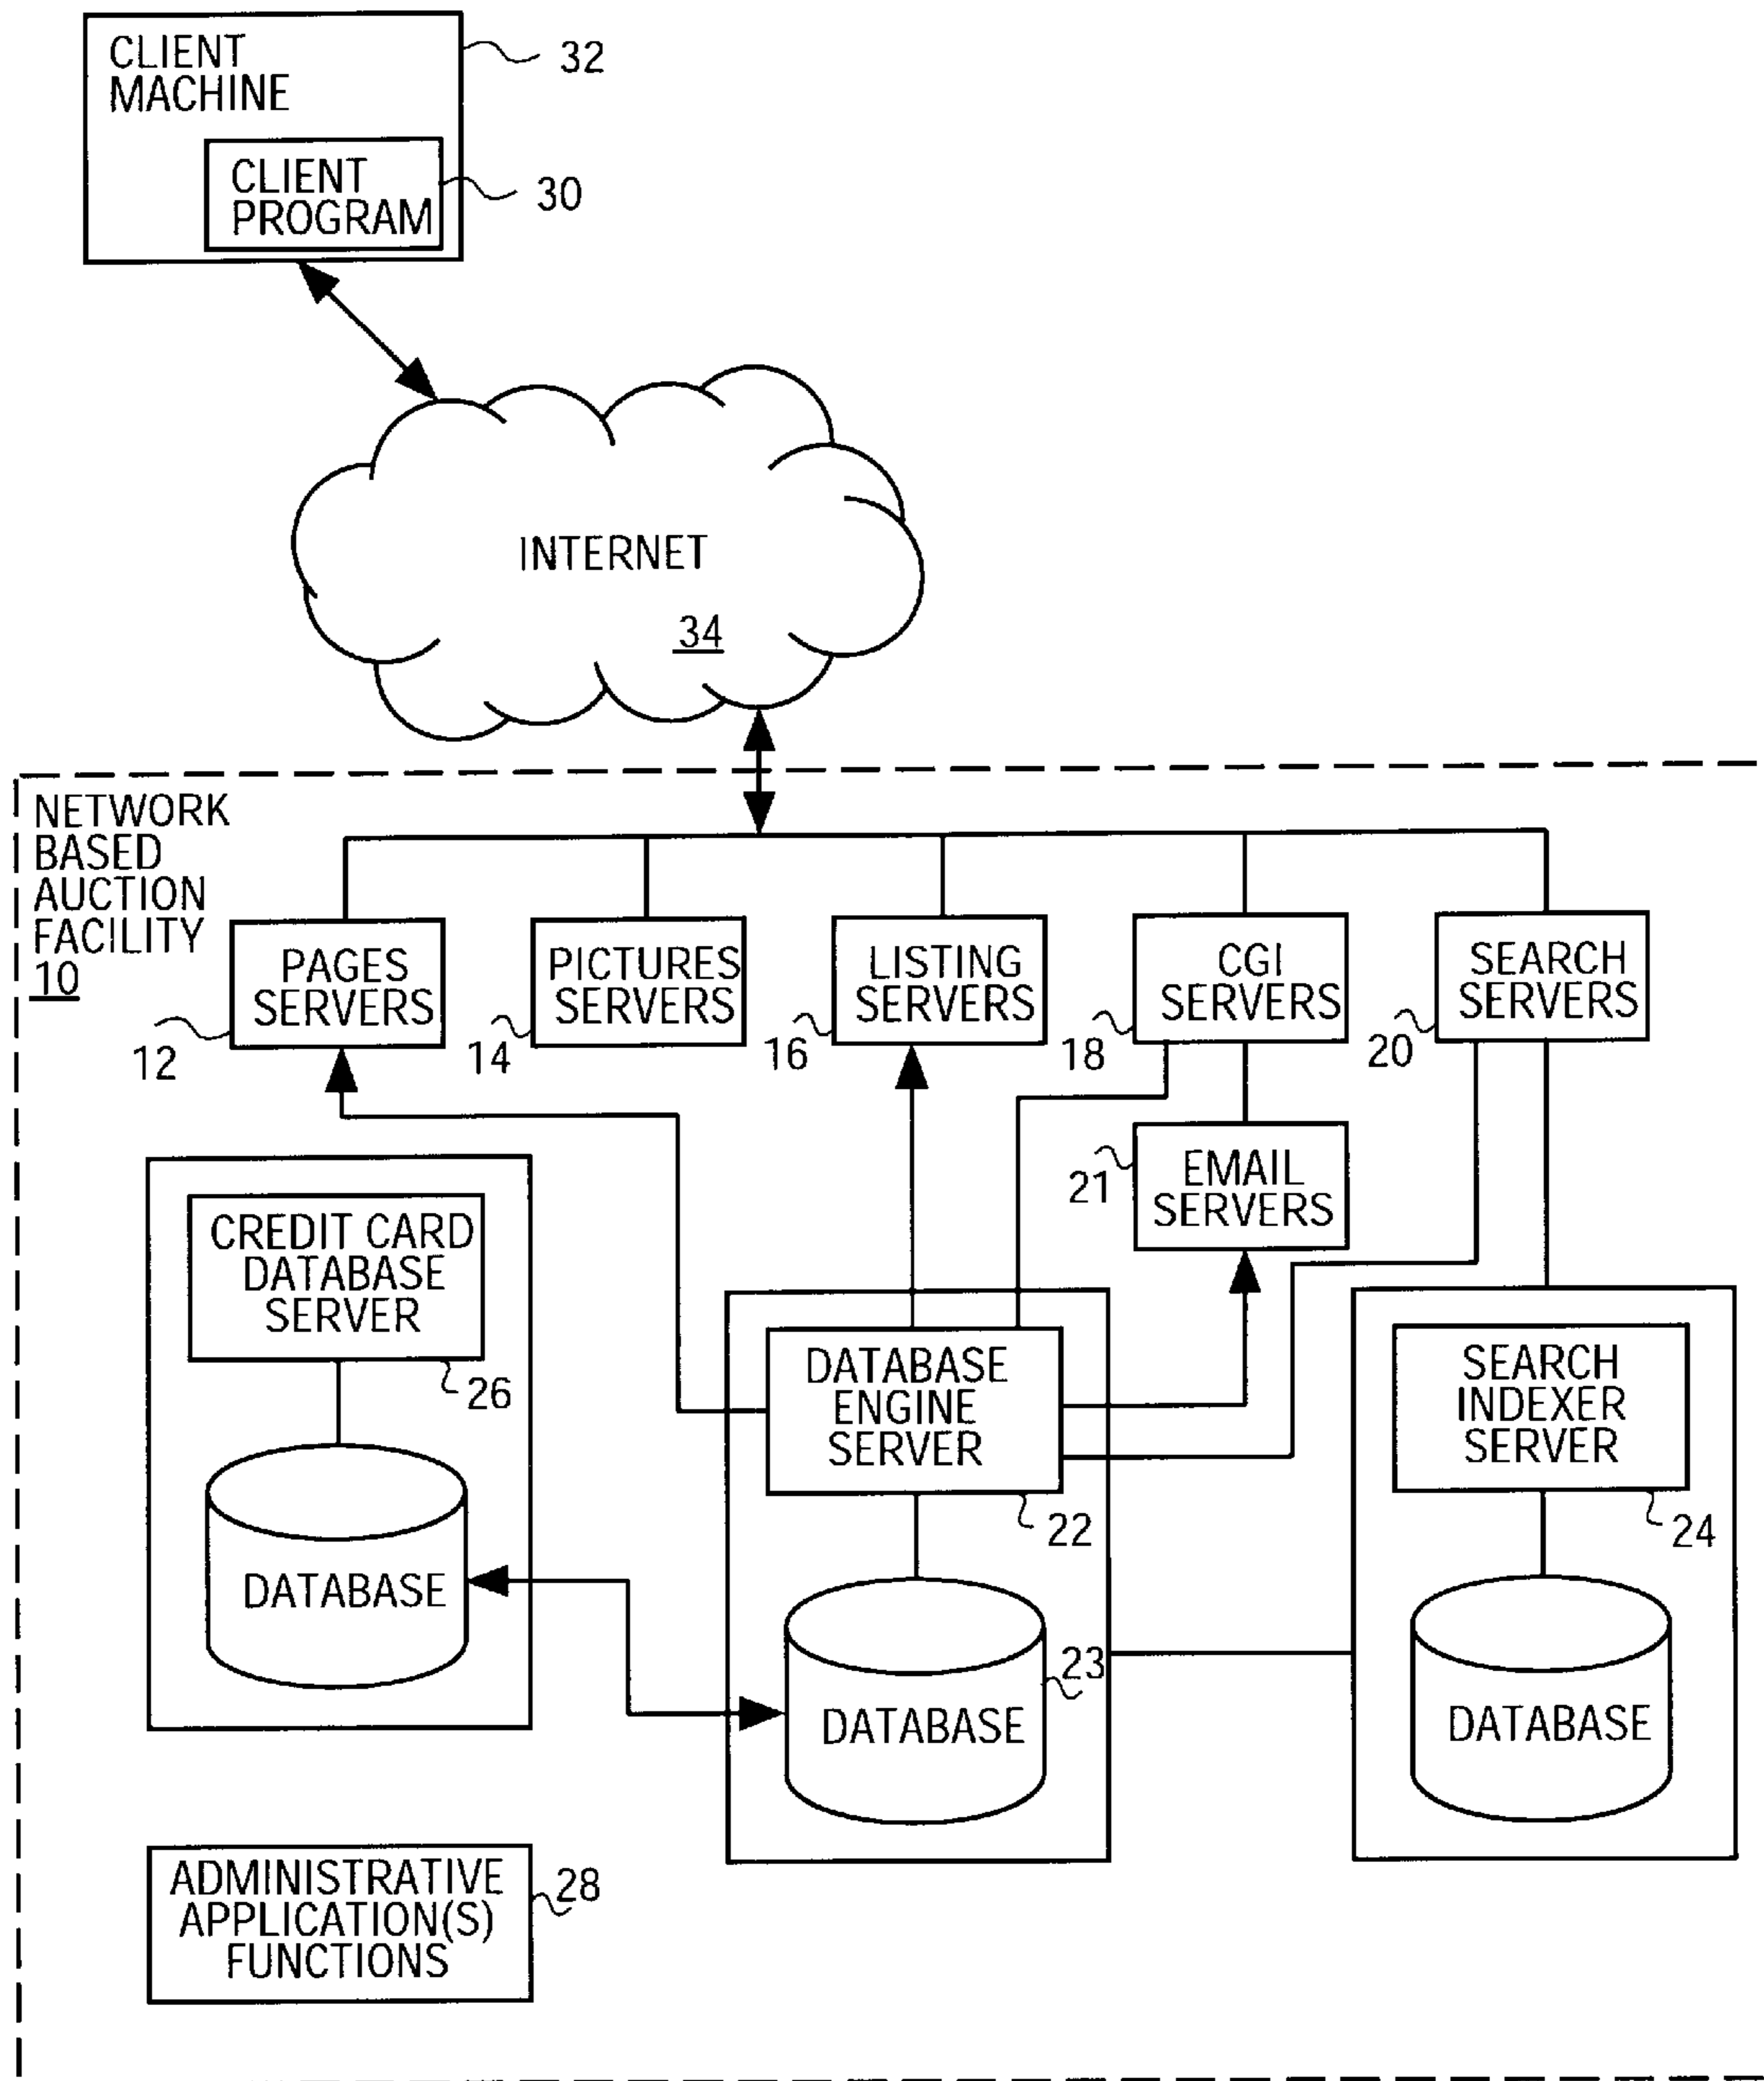 CLIENT
MACHINE
32
CLIENT
PROGRAM
30
INTERNET
34
NETWORK
BASED
AUCTION
FACILITY
10
PAGES
SERVERS
12
PICTURES
SERVERS
14
LISTING
SERVERS
16
CGI
SERVERS
18
SEARCH
SERVERS
20
EMAIL
SERVERS
21
CREDIT CARD
DATABASE
SERVER
26
DATABASE
DATABASE
ENGINE
SERVER
22
DATABASE
23
SEARCH
INDEXER
SERVER
24
DATABASE
ADMINISTRATIVE
APPLICATION(S)
FUNCTIONS
28